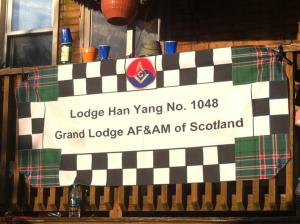 Lodge Han Yang No. 1048
Grand Lodge AF&AM of Scotland